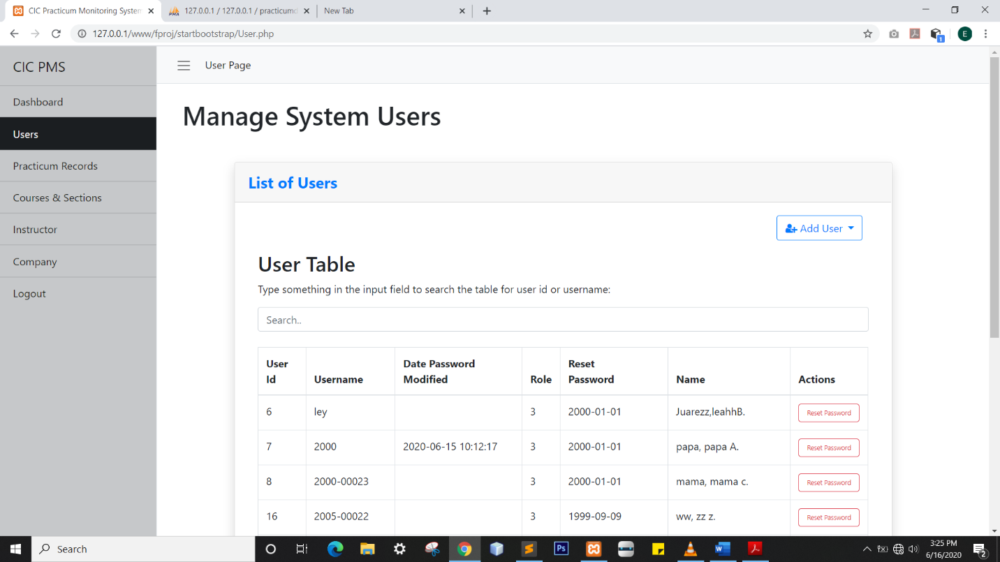 CIC Practicum Monitoring System
127.0.0.1 / 127.0.0.1 / practicumd
New Tab
127.0.0.1/www/fproj/startbootstrap/User.php
E
1
CIC PMS
User Page
Dashboard
Users
Practicum Records
Courses & Sections
Instructor
Company
Logout
Manage System Users
List of Users
Add User
User Table
Type something in the input field to search the table for user id or username:
Search..
User Id Username Date Password Modified Role Reset Password Name Actions
6 ley 3 2000-01-01 Juarezz,leahhB. Reset Password
7 2000 2020-06-15 10:12:17 3 2000-01-01 papa, papa A. Reset Password
8 2000-00023 3 2000-01-01 mama, mama c. Reset Password
16 2005-00022 3 1999-09-09 ww, zz z. Reset Password
Search
Ps
W
3:25 PM
6/16/2020
2